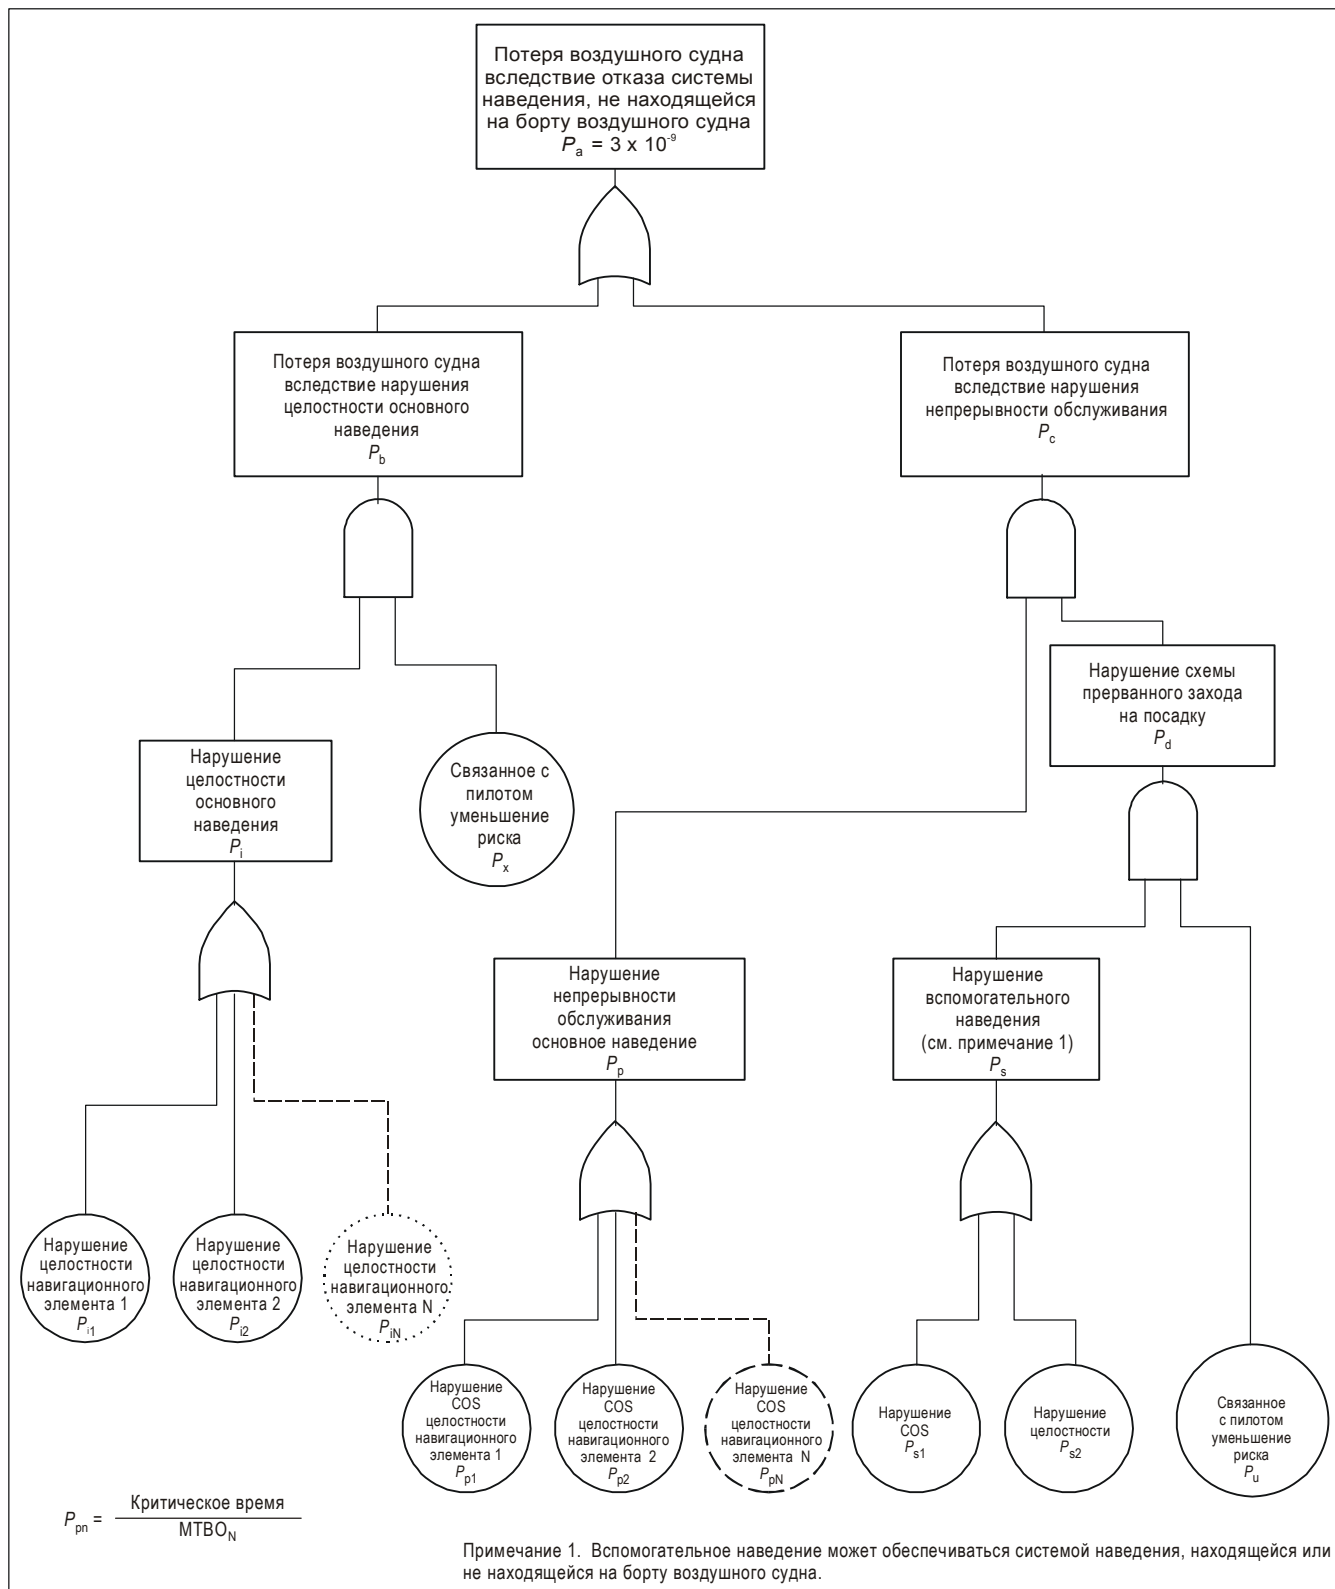 Потеря воздушного судна
вследствие отказа системы
наведения, не находящейся
на борту воздушного судна
Pa = 3 x 10⁻⁹
Потеря воздушного судна
вследствие нарушения
целостности основного
наведения
Pb
Потеря воздушного судна
вследствие нарушения
непрерывности обслуживания
Pc
Нарушение схемы
прерванного захода
на посадку
Pd
Нарушение
целостности
основного
наведения
Pi
Связанное с
пилотом
уменьшение
риска
Px
Нарушение
непрерывности
обслуживания
основное наведение
Pp
Нарушение
вспомогательного
наведения
(см. примечание 1)
Ps
Нарушение
целостности
навигационного
элемента 1
Pi1
Нарушение
целостности
навигационного
элемента 2
Pi2
Нарушение
целостности
навигационного
элемента N
PiN
Нарушение
COS
целостности
навигационного
элемента 1
Pp1
Нарушение
COS
целостности
навигационного
элемента 2
Pp2
Нарушение
COS
целостности
навигационного
элемента N
PpN
Нарушение
COS
Ps1
Нарушение
целостности
Ps2
Связанное
с пилотом
уменьшение
риска
Pu
Ppn = Критическое время
MTBON
Примечание 1. Вспомогательное наведение может обеспечиваться системой наведения, находящейся или
не находящейся на борту воздушного судна.